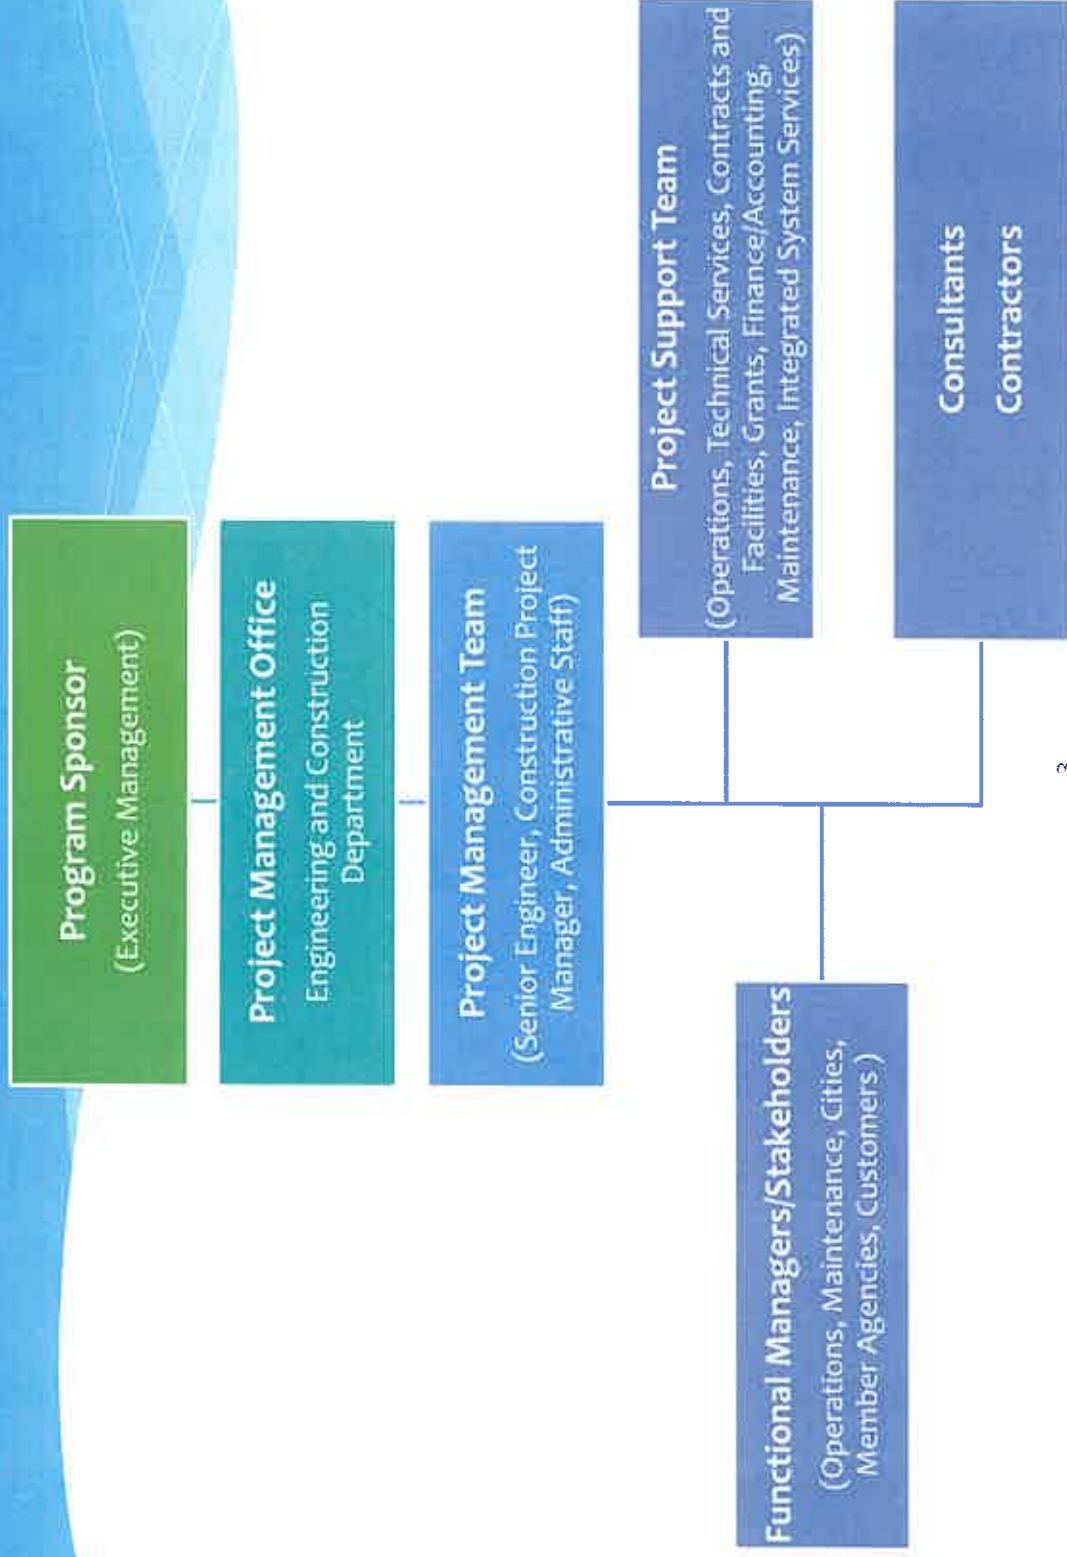 Program Sponsor
(Executive Management)
Project Management Office
Engineering and Construction
Department
Project Management Team
(Senior Engineer, Construction Project
Manager, Administrative Staff)
Project Support Team
(Operations, Technical Services, Contracts and
Facilities, Grants, Finance/Accounting,
Maintenance, Integrated System Services)
Functional Managers/Stakeholders
(Operations, Maintenance, Cities,
Member Agencies, Customers )
Consultants
Contractors
3